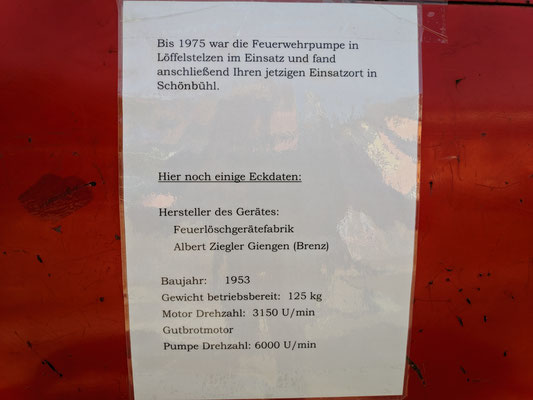 Bis 1975 war die Feuerwehrpumpe in
Löffelstelzen im Einsatz und fand
anschließend Ihren jetzigen Einsatzort in
Schönbühl.
Hier noch einige Eckdaten:
Hersteller des Gerätes:
Feuerlöschgerätefabrik
Albert Ziegler Giengen (Brenz)
Baujahr: 1953
Gewicht betriebsbereit: 125 kg
Motor Drehzahl: 3150 U/min
Gutbrotmotor
Pumpe Drehzahl: 6000 U/min